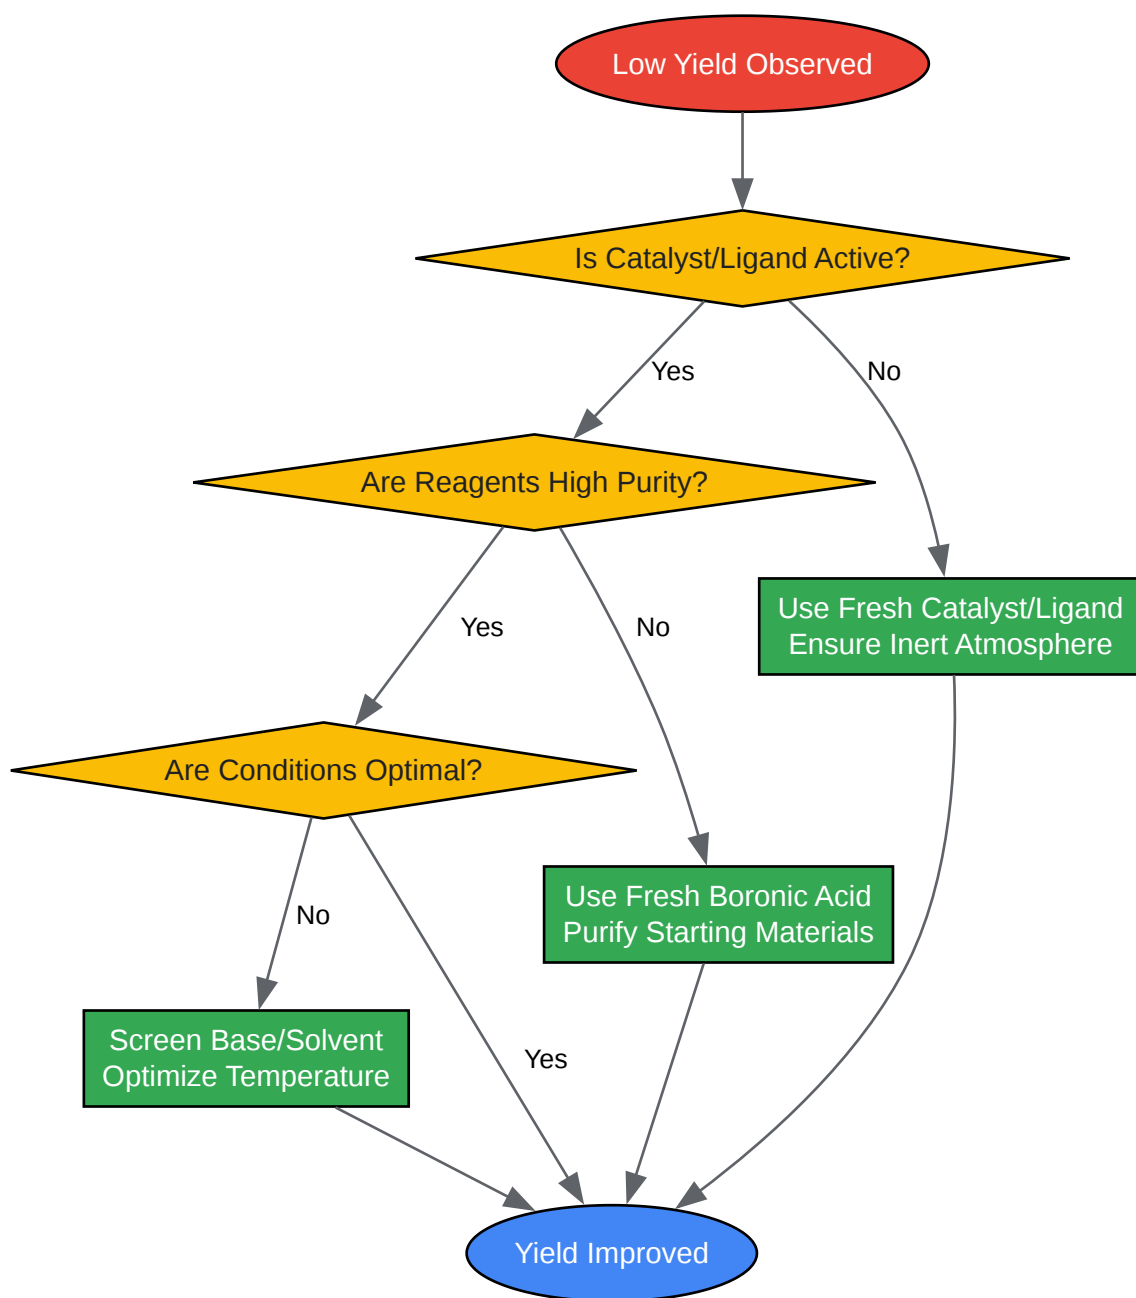 Low Yield Observed
Is Catalyst/Ligand Active?
Yes
No
Are Reagents High Purity?
Use Fresh Catalyst/Ligand
Ensure Inert Atmosphere
Yes
No
Are Conditions Optimal?
Use Fresh Boronic Acid
Purify Starting Materials
No
Screen Base/Solvent
Optimize Temperature
Yes
Yield Improved